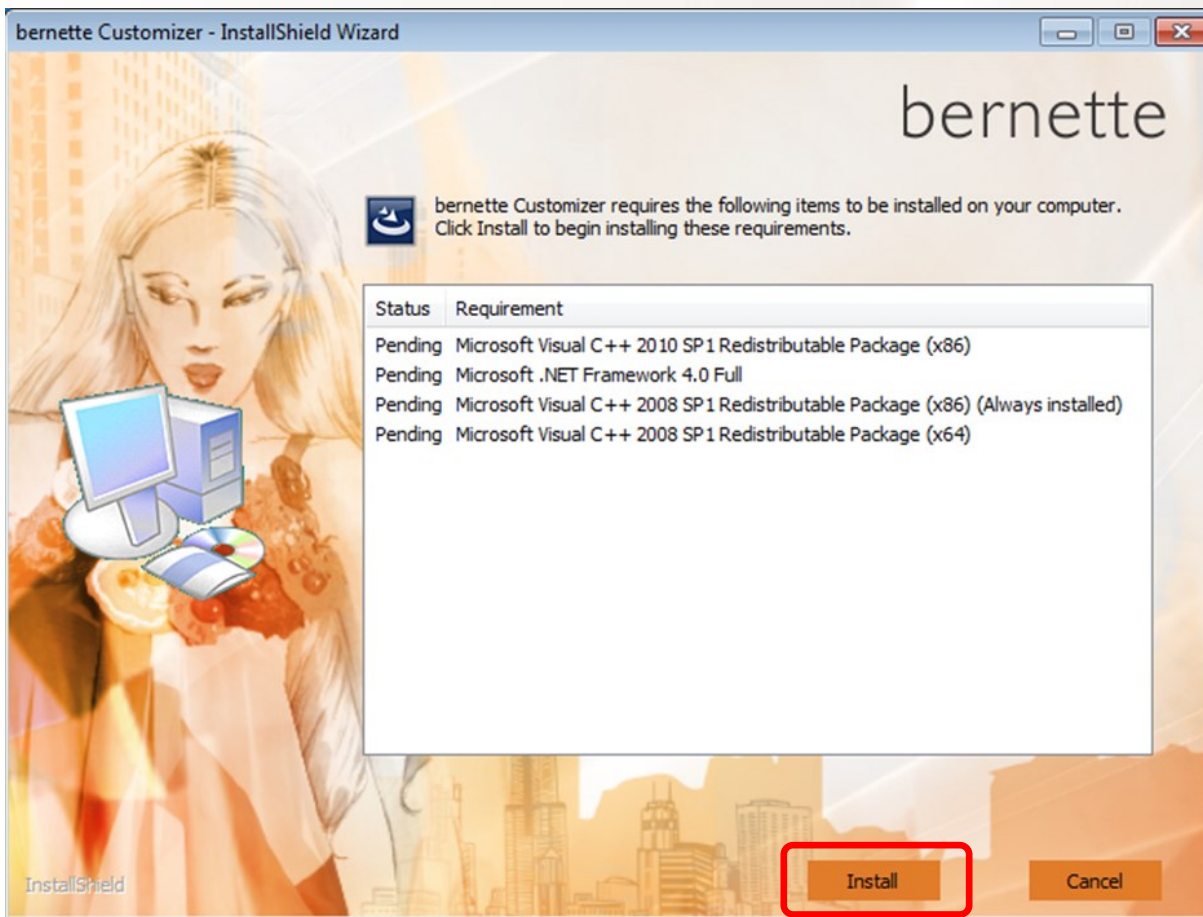 bernette Customizer - InstallShield Wizard
bernette
bernette Customizer requires the following items to be installed on your computer.
Click Install to begin installing these requirements.
Status Requirement
Pending Microsoft Visual C++ 2010 SP1 Redistributable Package (x86)
Pending Microsoft .NET Framework 4.0 Full
Pending Microsoft Visual C++ 2008 SP1 Redistributable Package (x86) (Always installed)
Pending Microsoft Visual C++ 2008 SP1 Redistributable Package (x64)
InstallShield
Install Cancel